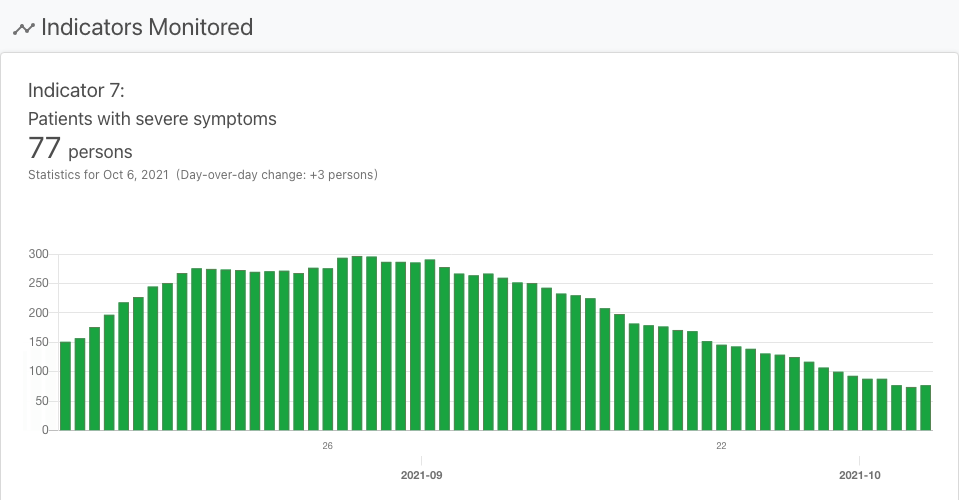 Indicators Monitored
Indicator 7:
Patients with severe symptoms
77 persons
Statistics for Oct 6, 2021 (Day-over-day change: +3 persons)
300
250
200
150
100
50
0
26
22
2021-09
2021-10